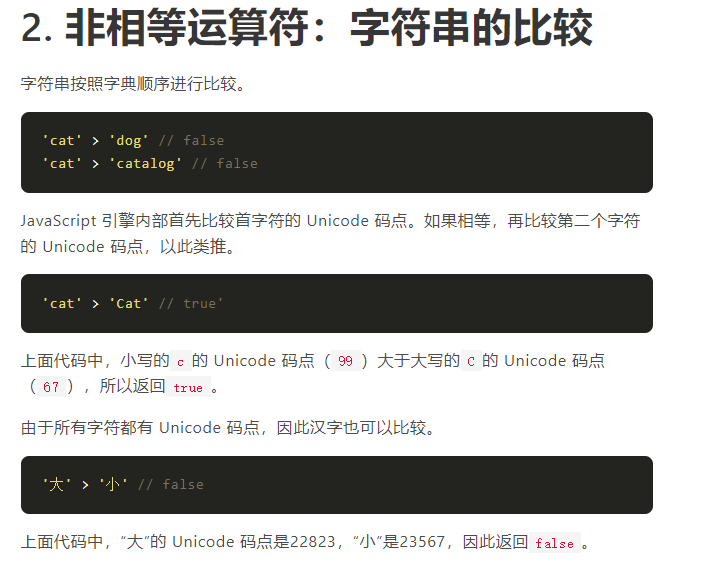 2. 非相等运算符：字符串的比较
字符串按照字典顺序进行比较。
'cat' > 'dog' // false
'cat' > 'catalog' // false
JavaScript 引擎内部首先比较首字符的 Unicode 码点。如果相等，再比较第二个字符
的 Unicode 码点，以此类推。
'cat' > 'Cat' // true'
上面代码中，小写的 c 的 Unicode 码点（ 99 ）大于大写的 C 的 Unicode 码点
（ 67 ），所以返回 true 。
由于所有字符都有 Unicode 码点，因此汉字也可以比较。
'大' > '小' // false
上面代码中，“大”的 Unicode 码点是22823，“小”是23567，因此返回 false 。